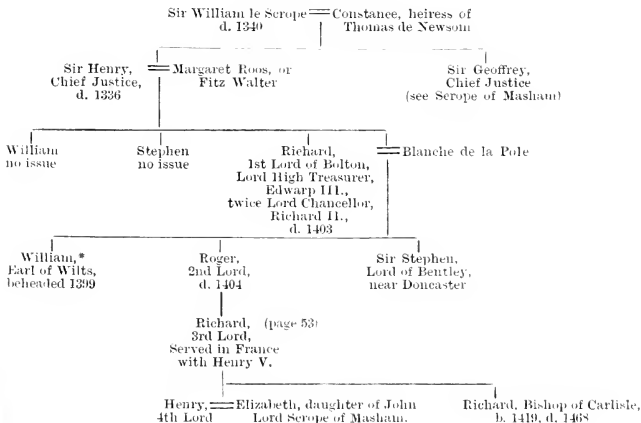 Sir William le Scrope Constance, heiress of
d. 1340 Thomas de Newsom
Sir Henry, Margaret Roos, or Sir Geoffrey,
Chief Justice, Fitz Walter Chief Justice
d. 1336 (see Scrope of Masham)
William Stephen Richard, Blanche de la Pole
no issue no issue 1st Lord of Bolton,
Lord High Treasurer,
Edwarp III.,
twice Lord Chancellor,
Richard II.,
d. 1403
William,* Roger, Sir Stephen,
Earl of Wilts, 2nd Lord, Lord of Bentley,
beheaded 1399 d. 1404 near Doncaster
Richard, (page 53)
3rd Lord,
Served in France
with Henry V.
Henry, Elizabeth, daughter of John Richard, Bishop of Carlisle,
4th Lord Lord Scrope of Masham. b. 1419, d. 1468